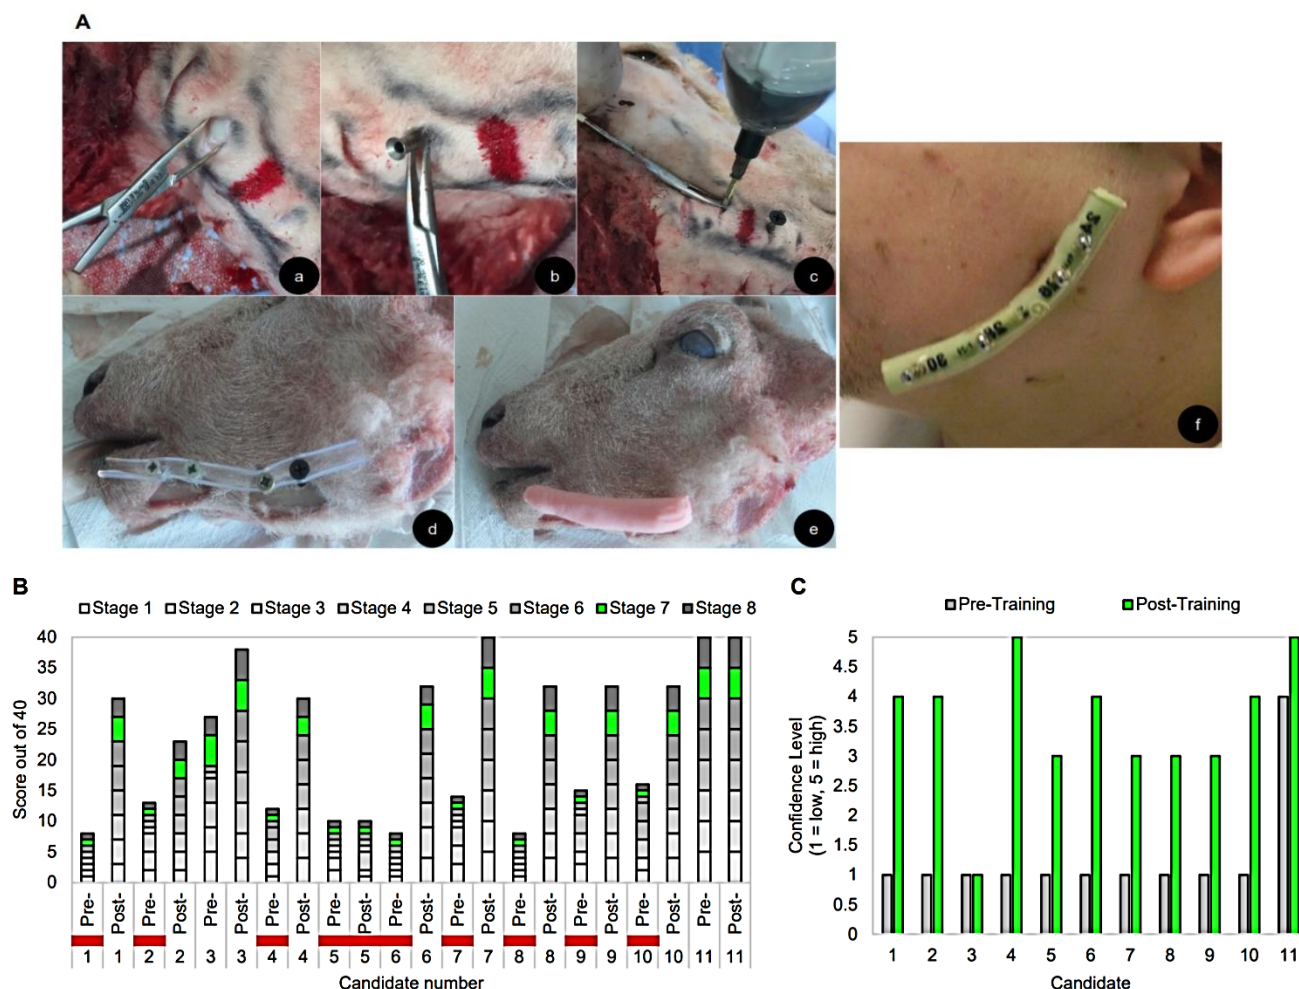 A
a
b
c
d
e
f
24
28
30
B
Stage 1 Stage 2 Stage 3 Stage 4 Stage 5 Stage 6 Stage 7 Stage 8
Score out of 40
40
35
30
25
20
15
10
5
0
Pre- Post- Pre- Post- Pre- Post- Pre- Post- Pre- Post- Pre- Post- Pre- Post- Pre- Post- Pre- Post- Pre- Post- Pre- Post-
1 1 2 2 3 3 4 4 5 5 6 6 7 7 8 8 9 9 10 10 11 11
Candidate number
C
Pre-Training Post-Training
Confidence Level
(1 = low, 5 = high)
5
4.5
4
3.5
3
2.5
2
1.5
1
0.5
0
1 2 3 4 5 6 7 8 9 10 11
Candidate